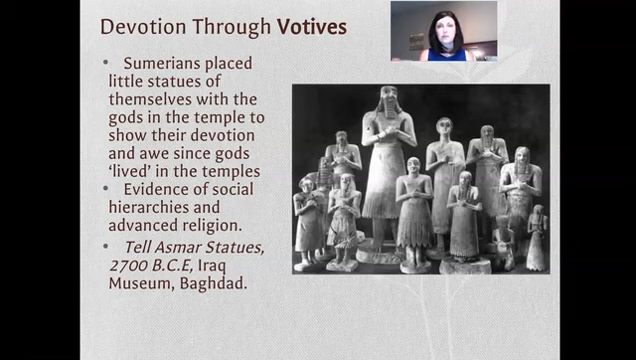 Devotion Through Votives
• Sumerians placed
little statues of
themselves with the
gods in the temple to
show their devotion
and awe since gods
‘lived’ in the temples
• Evidence of social
hierarchies and
advanced religion.
• Tell Asmar Statues,
2700 B.C.E, Iraq
Museum, Baghdad.